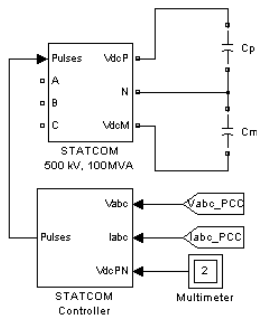 Pulses VdcP
Cp
A
N
B
C VdcM
Cm
STATCOM
500 kV, 100MVA
Vabc Vabc_PCC
Pulses Iabc Iabc_PCC
VdcPN 2
STATCOM
Controller
Multimeter